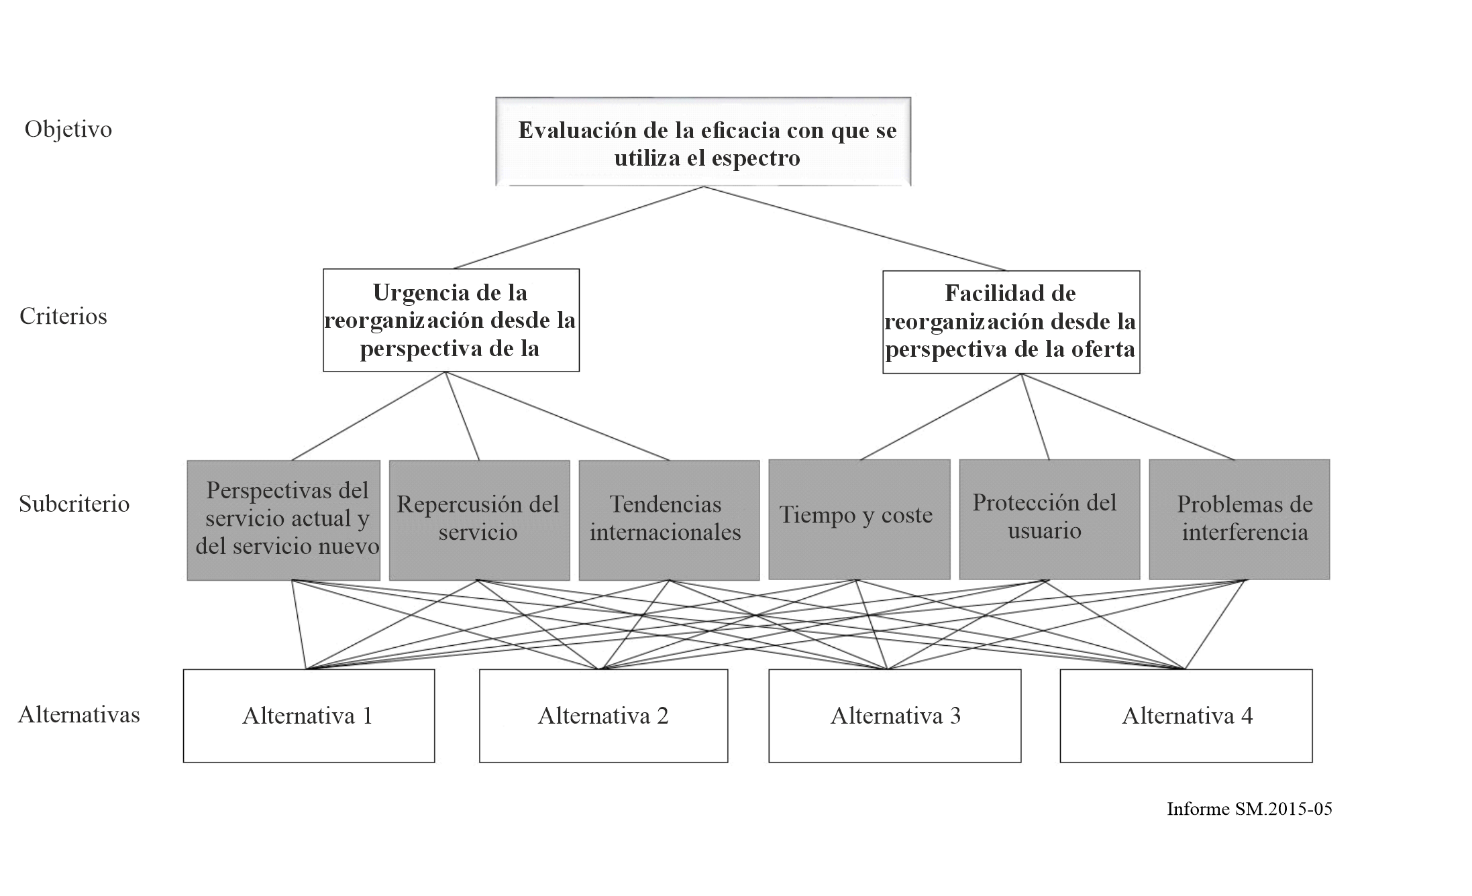 Objetivo
Evaluación de la eficacia con que se
utiliza el espectro
Criterios
Urgencia de la
reorganización desde la
perspectiva de la
Facilidad de
reorganización desde la
perspectiva de la oferta
Subcriterio
Perspectivas del
servicio actual y
del servicio nuevo
Repercusión del
servicio
Tendencias
internacionales
Tiempo y coste
Protección del
usuario
Problemas de
interferencia
Alternativas
Alternativa 1
Alternativa 2
Alternativa 3
Alternativa 4
Informe SM.2015-05